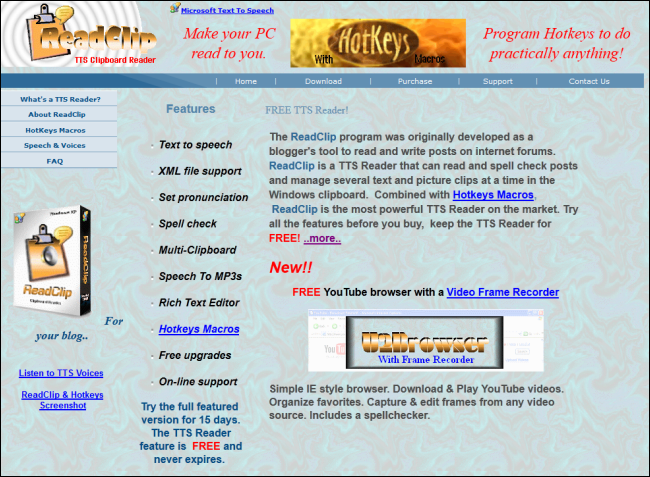 Microsoft Text To Speech
ReadClip
TTS Clipboard Reader
Make your PC
read to you.
HotKeys
With Macros
Program Hotkeys to do
practically anything!
| Home | Download | Purchase | Support | Contact Us
What's a TTS Reader?
About ReadClip
HotKeys Macros
Speech & Voices
FAQ
ReadClip
For
your blog..
Listen to TTS Voices
ReadClip & Hotkeys
Screenshot
Features
Text to speech
XML file support
Set pronunciation
Spell check
Multi-Clipboard
Speech To MP3s
Rich Text Editor
Hotkeys Macros
Free upgrades
On-line support
Try the full featured
version for 15 days.
The TTS Reader
feature is FREE and
never expires.
FREE TTS Reader!
The ReadClip program was originally developed as a
blogger's tool to read and write posts on internet forums.
ReadClip is a TTS Reader that can read and spell check posts
and manage several text and picture clips at a time in the
Windows clipboard. Combined with Hotkeys Macros,
ReadClip is the most powerful TTS Reader on the market. Try
all the features before you buy, keep the TTS Reader for
FREE! ..more..
New!!
FREE YouTube browser with a Video Frame Recorder
U2Browser
With Frame Recorder
Simple IE style browser. Download & Play YouTube videos.
Organize favorites. Capture & edit frames from any video
source. Includes a spellchecker.